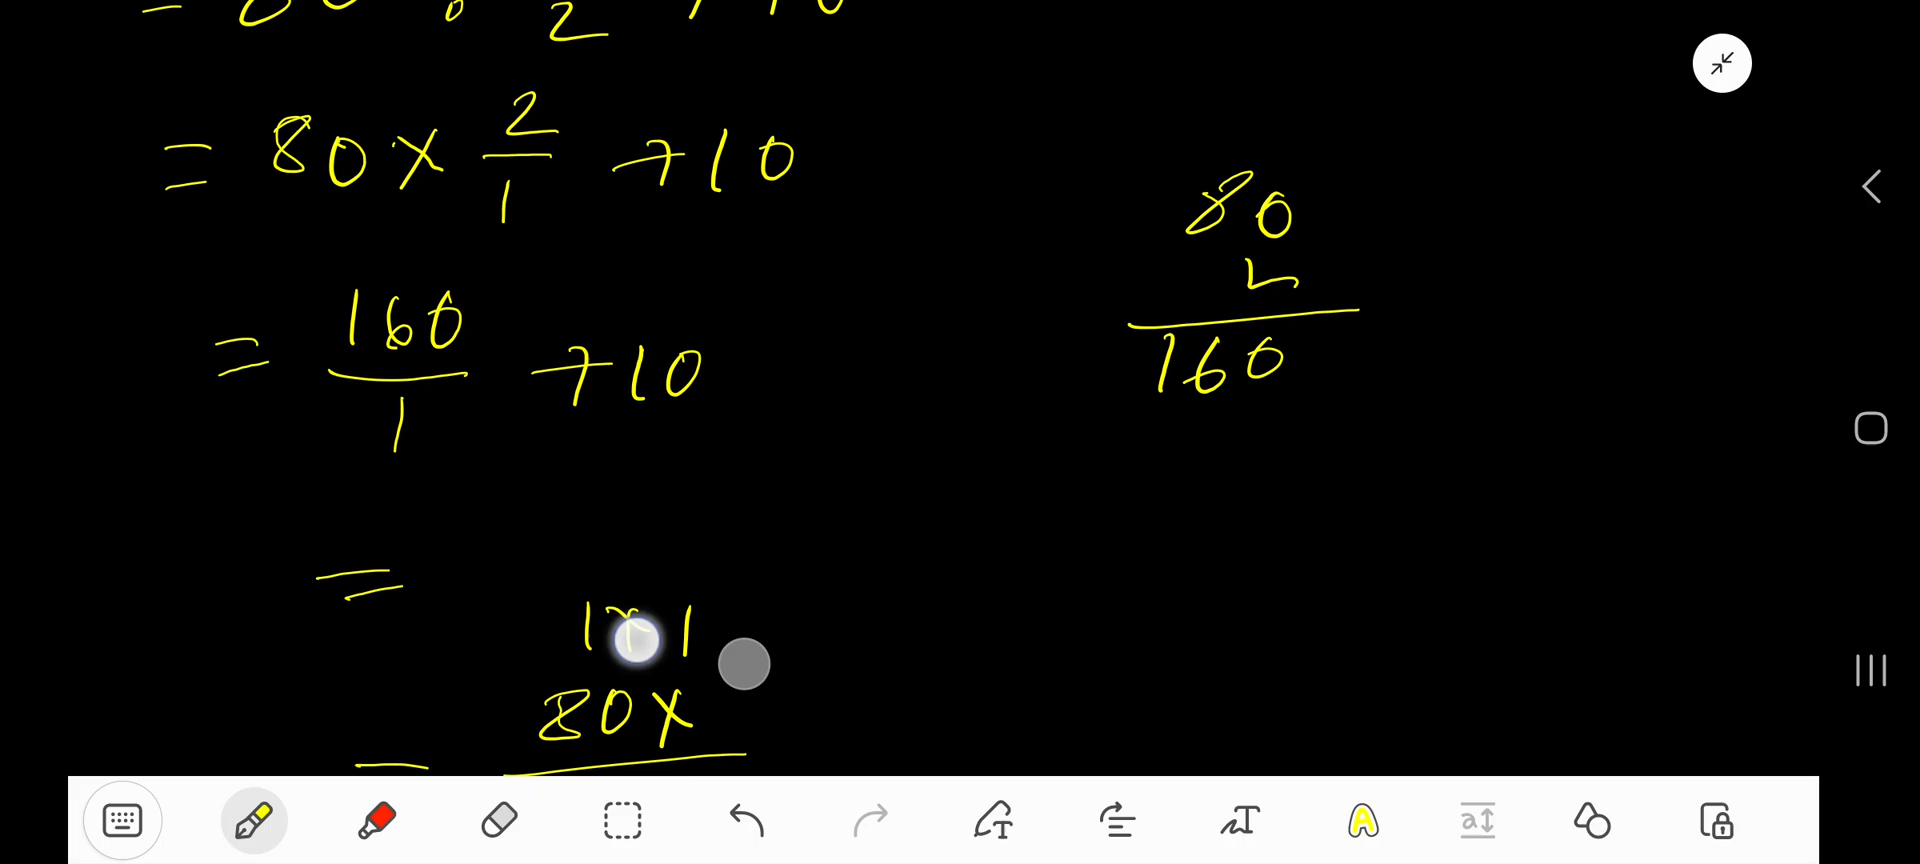 = 80 × 2/1 + 10
80
2
160
= 160/1 + 10
=
1 × 1
80 ×